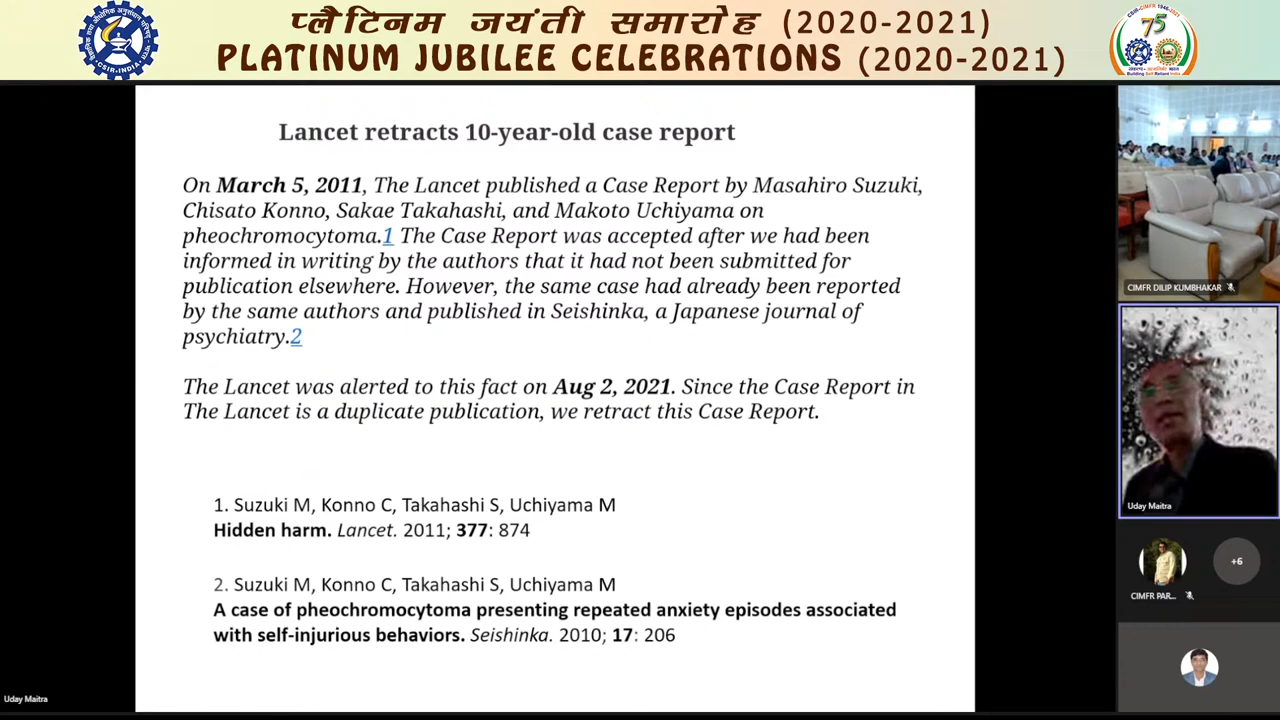 प्लैटिनम जयंती समारोह (2020-2021)
PLATINUM JUBILEE CELEBRATIONS (2020-2021)
CSIR-INDIA
75
Lancet retracts 10-year-old case report
On March 5, 2011, The Lancet published a Case Report by Masahiro Suzuki,
Chisato Konno, Sakae Takahashi, and Makoto Uchiyama on
pheochromocytoma.1 The Case Report was accepted after we had been
informed in writing by the authors that it had not been submitted for
publication elsewhere. However, the same case had already been reported
by the same authors and published in Seishinka, a Japanese journal of
psychiatry.2
The Lancet was alerted to this fact on Aug 2, 2021. Since the Case Report in
The Lancet is a duplicate publication, we retract this Case Report.
1. Suzuki M, Konno C, Takahashi S, Uchiyama M
Hidden harm. Lancet. 2011; 377: 874
2. Suzuki M, Konno C, Takahashi S, Uchiyama M
A case of pheochromocytoma presenting repeated anxiety episodes associated
with self-injurious behaviors. Seishinka. 2010; 17: 206
CIMFR DILIP KUMBHAKAR
Uday Maitra
CIMFR PAR...
+6
Uday Maitra